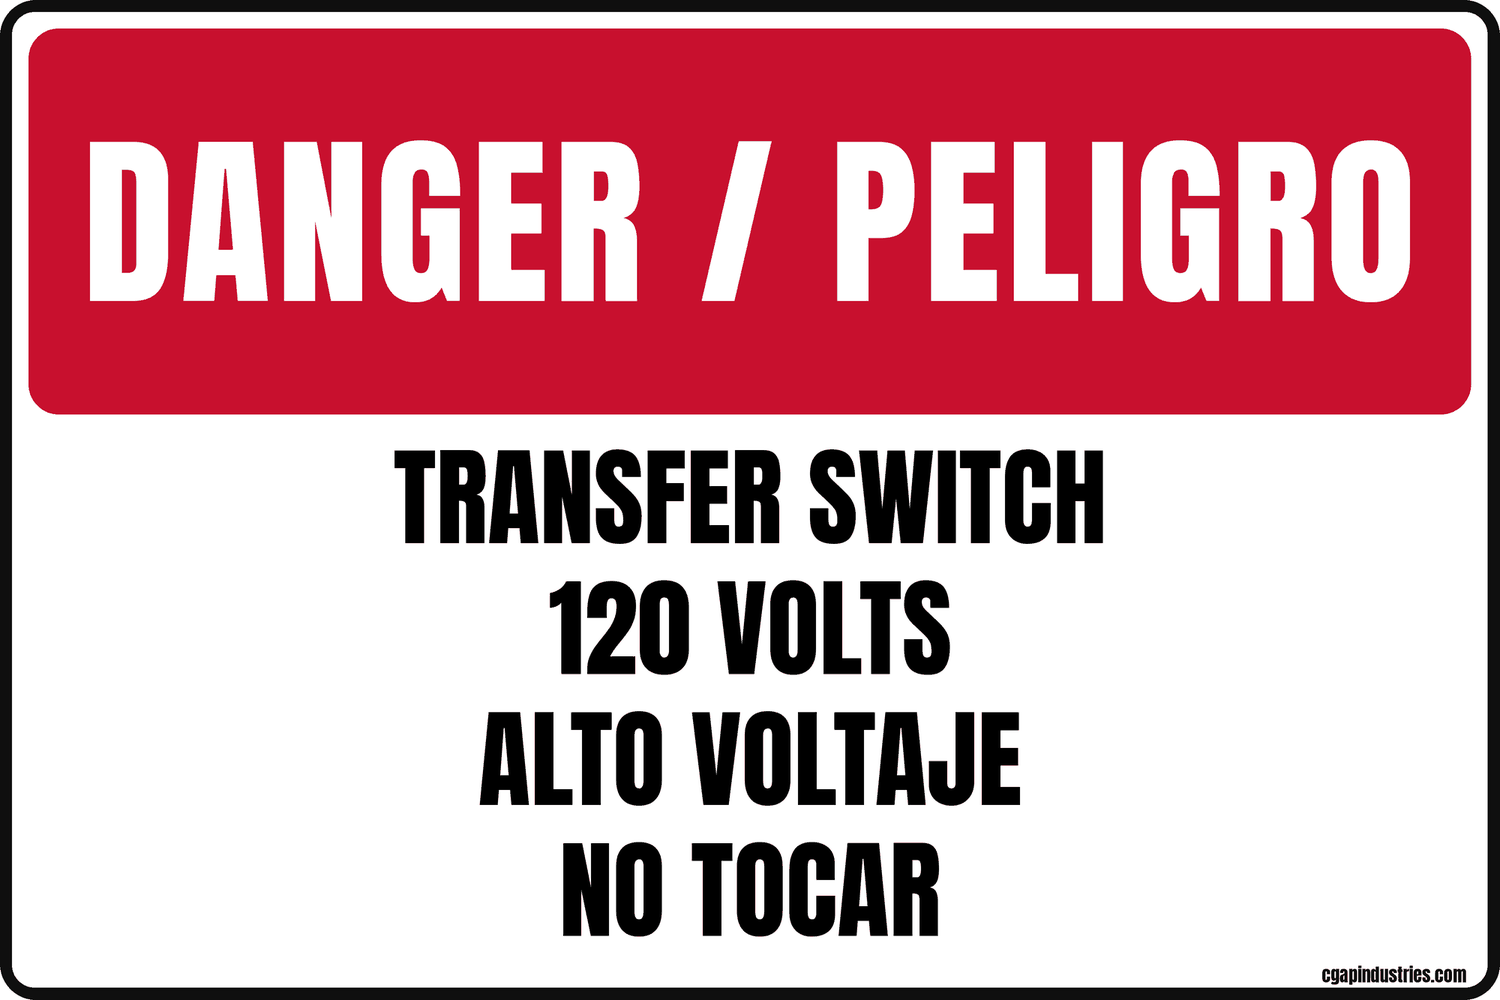 DANGER / PELIGRO
TRANSFER SWITCH
120 VOLTS
ALTO VOLTAJE
NO TOCAR
cgapindustries.com